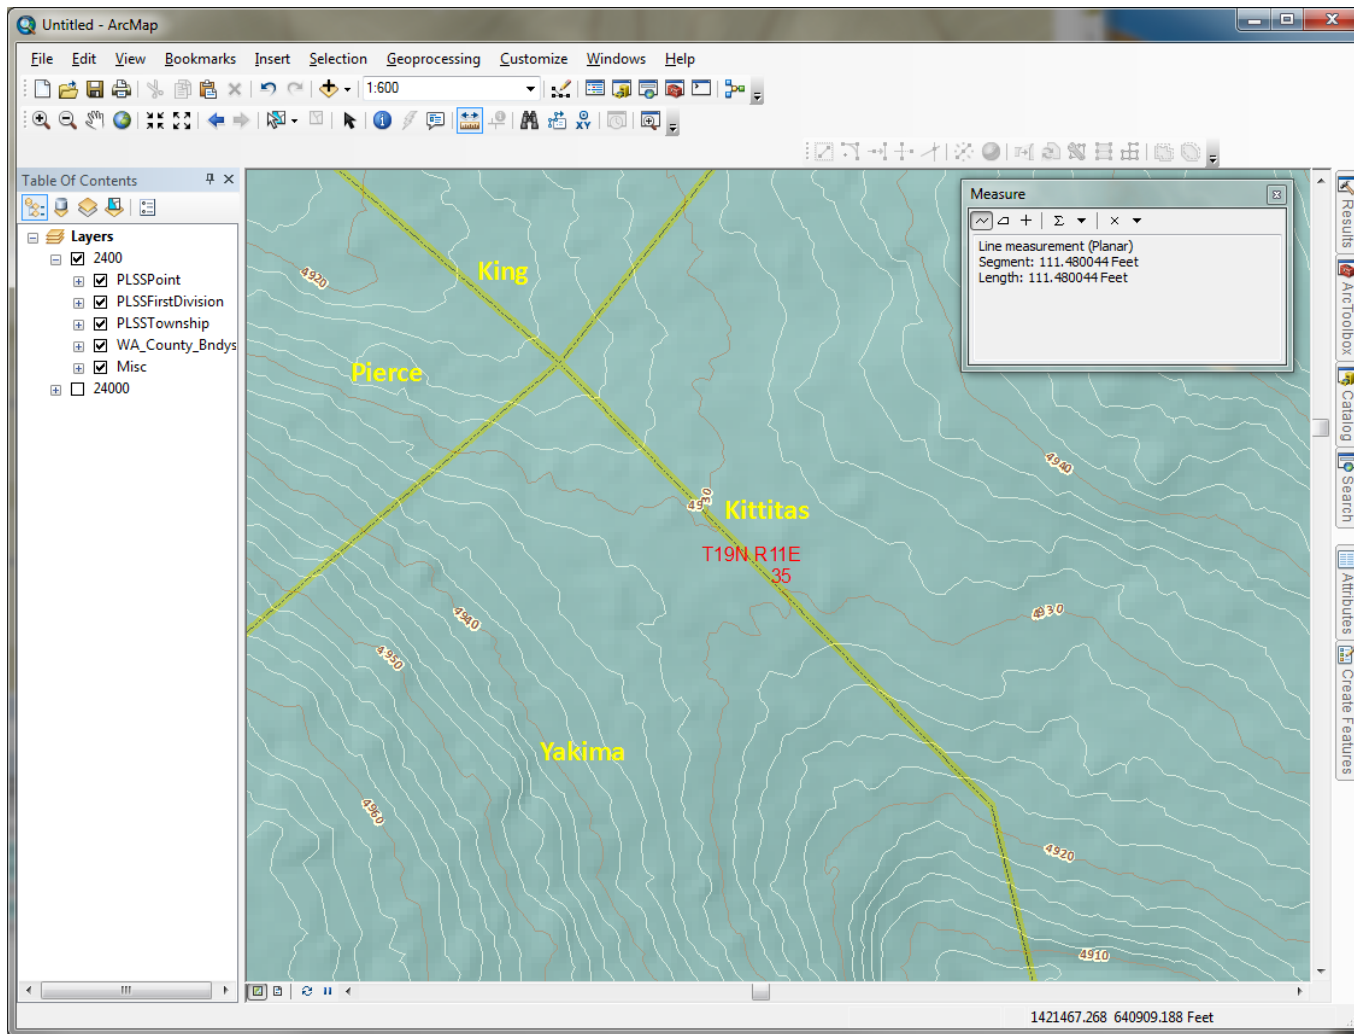 Untitled - ArcMap
File Edit View Bookmarks Insert Selection Geoprocessing Customize Windows Help
1:600
XY
Table Of Contents
Layers
2400
PLSSPoint
PLSSFirstDivision
PLSSTownship
WA_County_Bndys
Misc
24000
Measure
Line measurement (Planar)
Segment: 111.480044 Feet
Length: 111.480044 Feet
4920
King
Pierce
4940
4930
Kittitas
T19N R11E
35
4930
4940
4950
Yakima
4960
4920
4910
Results
ArcToolbox
Catalog
Search
Attributes
Create Features
1421467.268 640909.188 Feet